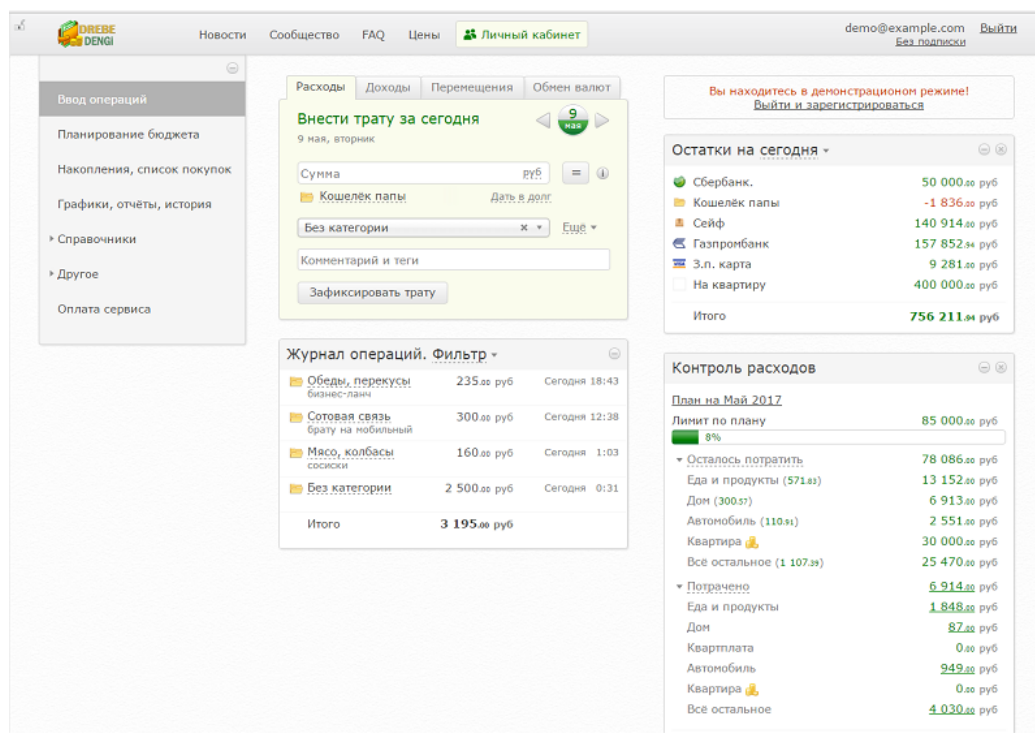 DREBE
DENGI
Новости Сообщество FAQ Цены Личный кабинет
demo@example.com Выйти
Без подписки
Ввод операций
Планирование бюджета
Накопления, список покупок
Графики, отчёты, история
Справочники
Другое
Оплата сервиса
Расходы Доходы Перемещения Обмен валют
Внести трату за сегодня
9 мая, вторник
9
мая
Сумма руб =
Кошелёк папы Дать в долг
Без категории Ещё
Комментарий и теги
Зафиксировать трату
Журнал операций. Фильтр
Обеды, перекусы 235.00 руб Сегодня 18:43
бизнес-ланч
Сотовая связь 300.00 руб Сегодня 12:38
брату на мобильный
Мясо, колбасы 160.00 руб Сегодня 1:03
сосиски
Без категории 2 500.00 руб Сегодня 0:31
Итого 3 195.00 руб
Вы находитесь в демонстрационом режиме!
Выйти и зарегистрироваться
Остатки на сегодня
Сбербанк. 50 000.00 руб
Кошелёк папы -1 836.00 руб
Сейф 140 914.00 руб
Газпромбанк 157 852.94 руб
З.п. карта 9 281.00 руб
На квартиру 400 000.00 руб
Итого 756 211.94 руб
Контроль расходов
План на Май 2017
Лимит по плану 85 000.00 руб
8%
Осталось потратить 78 086.00 руб
Еда и продукты (571.83) 13 152.00 руб
Дом (300.57) 6 913.00 руб
Автомобиль (110.91) 2 551.00 руб
Квартира 30 000.00 руб
Всё остальное (1 107.39) 25 470.00 руб
Потрачено 6 914.00 руб
Еда и продукты 1 848.00 руб
Дом 87.00 руб
Квартплата 0.00 руб
Автомобиль 949.00 руб
Квартира 0.00 руб
Всё остальное 4 030.00 руб